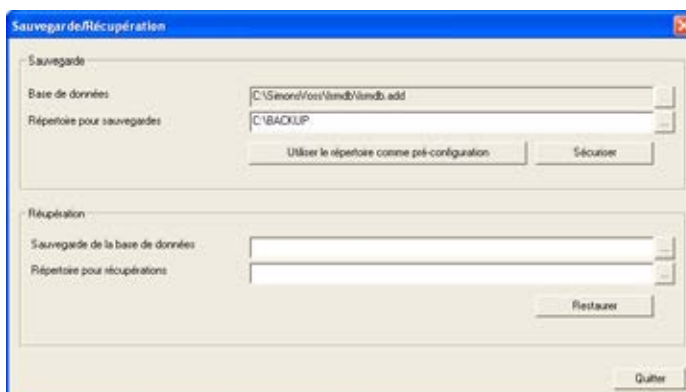 Sauvegarde/Récupération
Sauvegarde
Base de données
C:\SimonsVoss\lsmdb\lsmdb.add
...
Répertoire pour sauvegardes
C:\BACKUP
...
Utiliser le répertoire comme pré-configuration
Sécuriser
Réupération
Sauvegarde de la base de données
...
Répertoire pour récupérations
...
Restaurer
Quitter